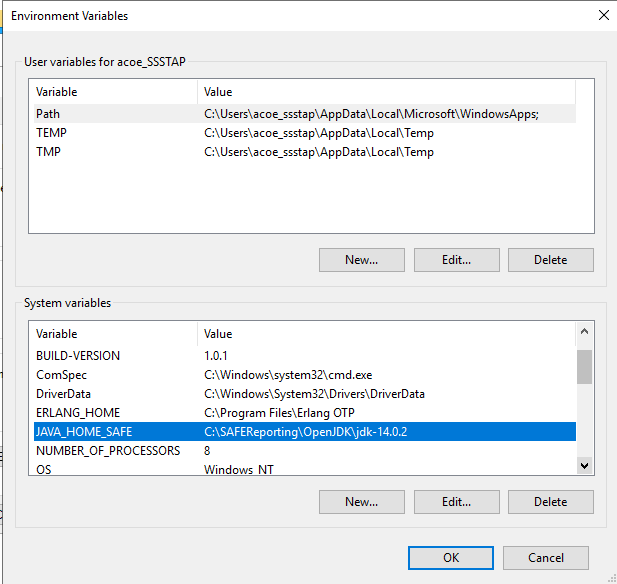 Environment Variables
User variables for acoe_SSSTAP
Variable Value
Path C:\Users\acoe_ssstap\AppData\Local\Microsoft\WindowsApps;
TEMP C:\Users\acoe_ssstap\AppData\Local\Temp
TMP C:\Users\acoe_ssstap\AppData\Local\Temp
New... Edit... Delete
System variables
Variable Value
BUILD-VERSION 1.0.1
ComSpec C:\Windows\system32\cmd.exe
DriverData C:\Windows\System32\Drivers\DriverData
ERLANG_HOME C:\Program Files\Erlang OTP
JAVA_HOME_SAFE C:\SAFEReporting\OpenJDK\jdk-14.0.2
NUMBER_OF_PROCESSORS 8
OS Windows_NT
New... Edit... Delete
OK Cancel